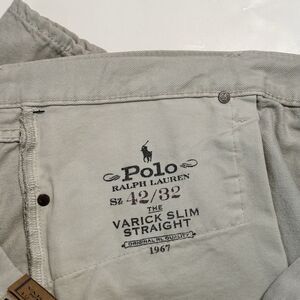 Polo
RALPH LAUREN
SZ 42/32
THE
VARICK SLIM
STRAIGHT
ORIGINAL RL QUALITY
1967